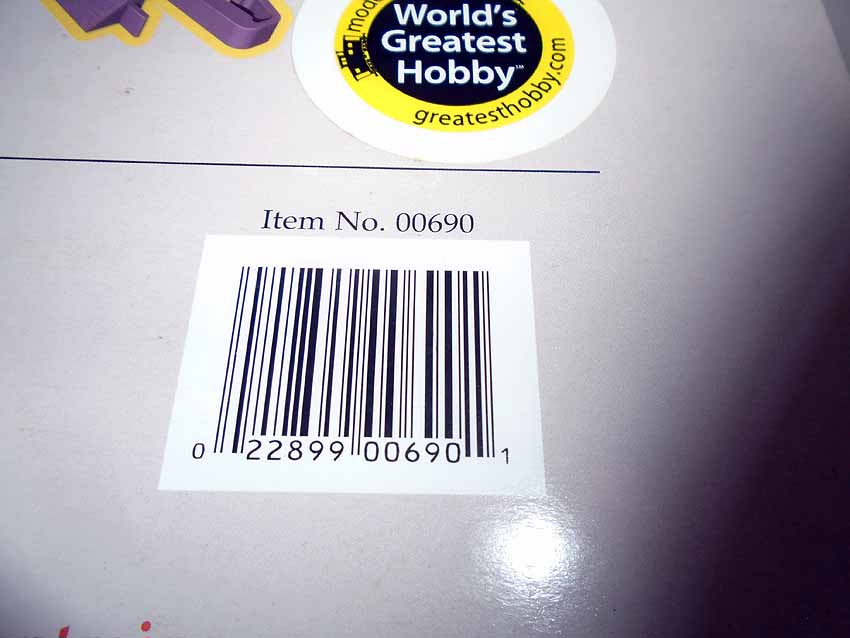 World's
Greatest
Hobby™
greatesthobby.com
Item No. 00690
0 22899 00690 1